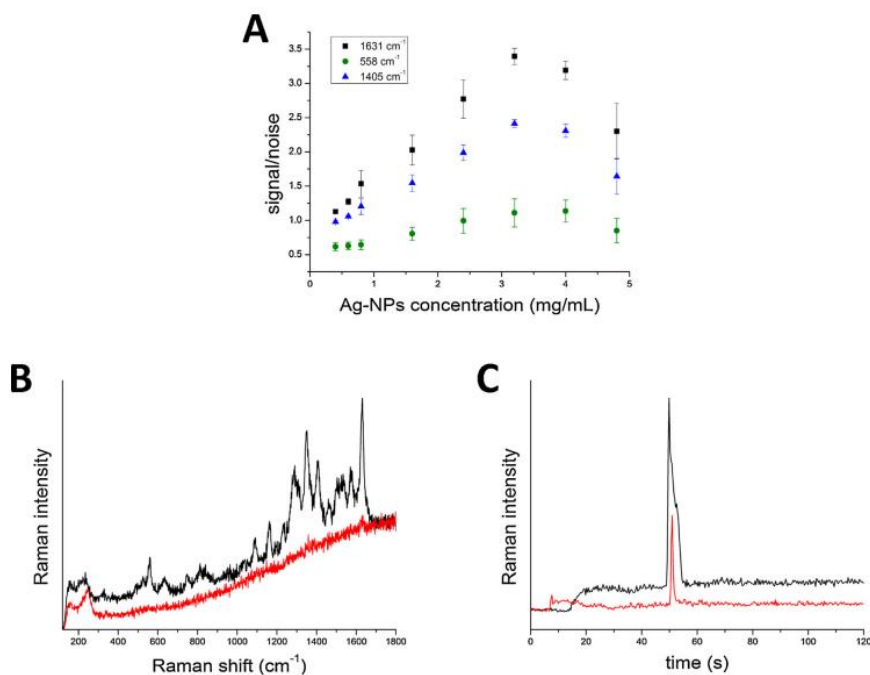 A
1631 cm⁻¹
558 cm⁻¹
1405 cm⁻¹
3.5
3.0
2.5
2.0
1.5
1.0
0.5
signal/noise
0 1 2 3 4 5
Ag-NPs concentration (mg/mL)
B
Raman intensity
200 400 600 800 1000 1200 1400 1600 1800
Raman shift (cm⁻¹)
C
Raman intensity
0 20 40 60 80 100 120
time (s)